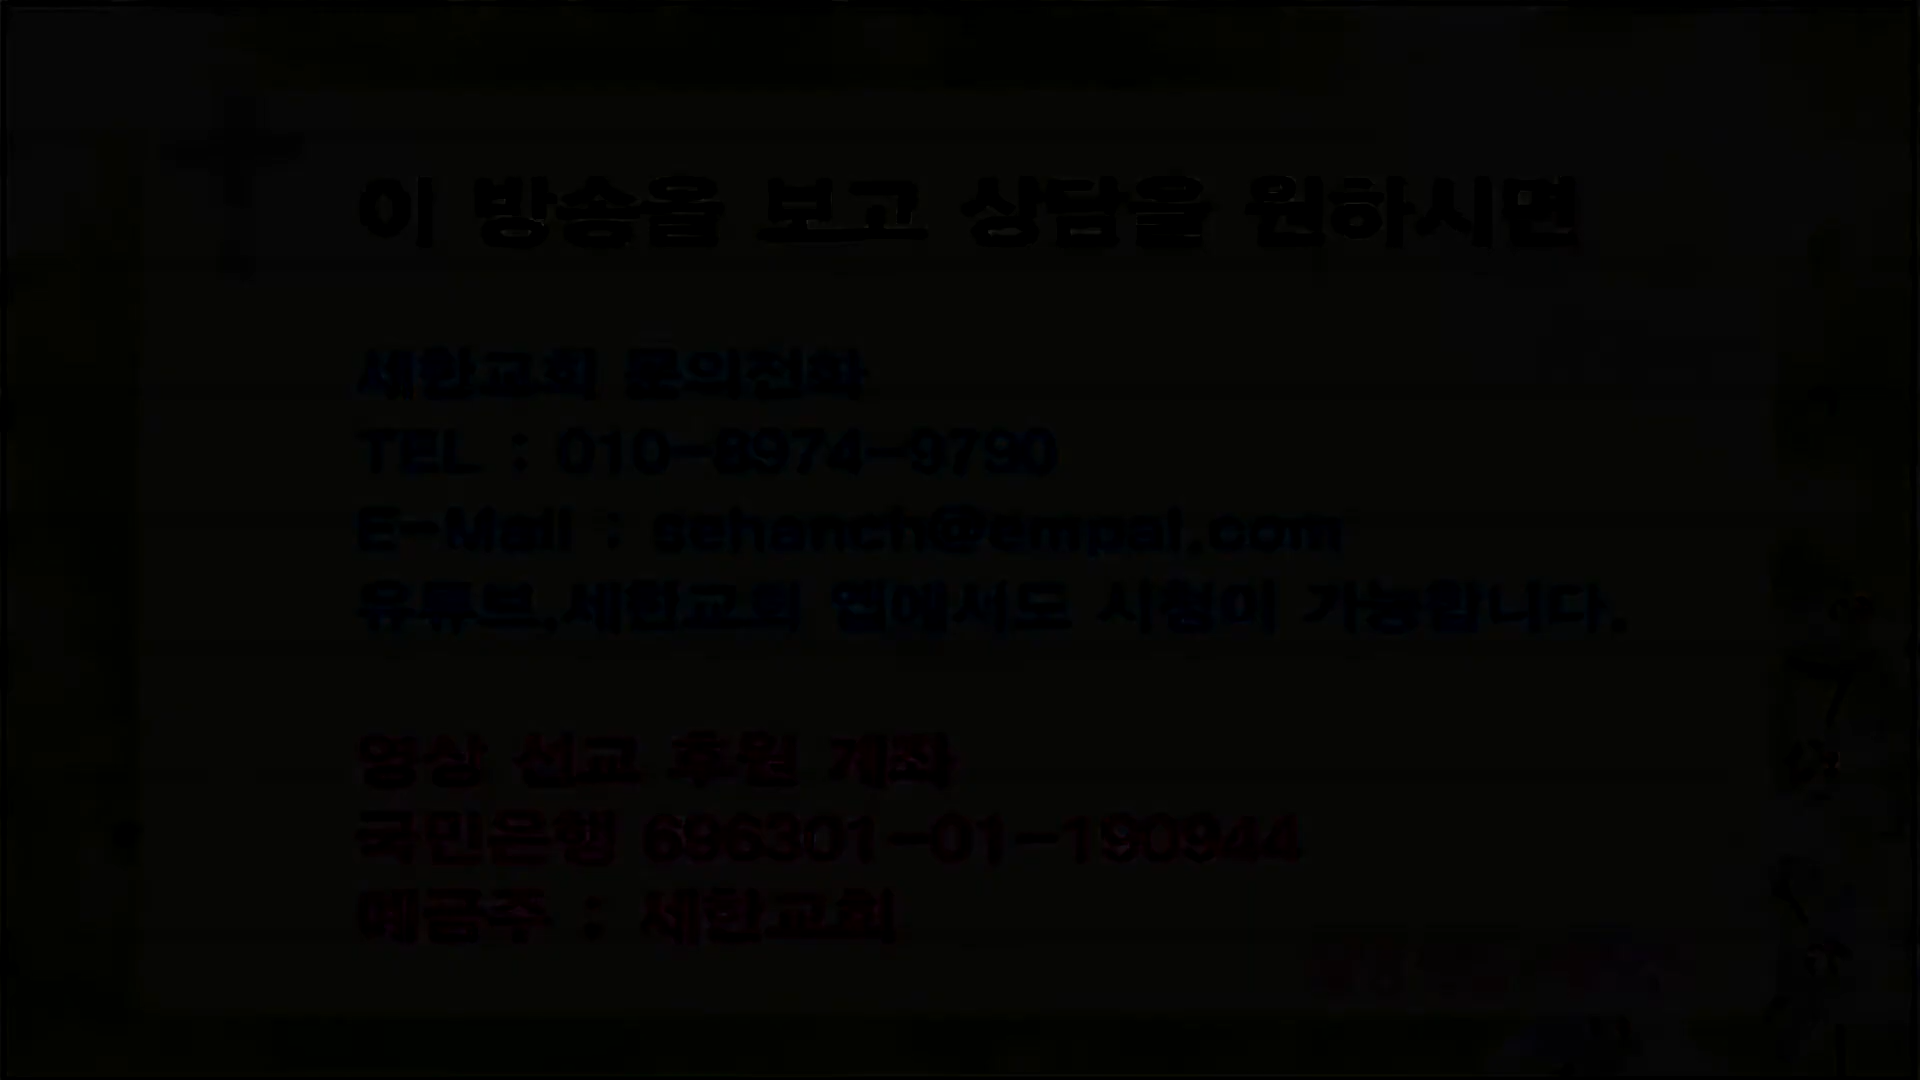 이 방송을 보고 상담을 원하시면
세한교회 문의전화
TEL : 010-8974-9790
E-Mail : sehanch@empal.com
유튜브,세한교회 앱에서도 시청이 가능합니다.
영상 선교 후원 계좌
국민은행 696301-01-190944
예금주 : 세한교회